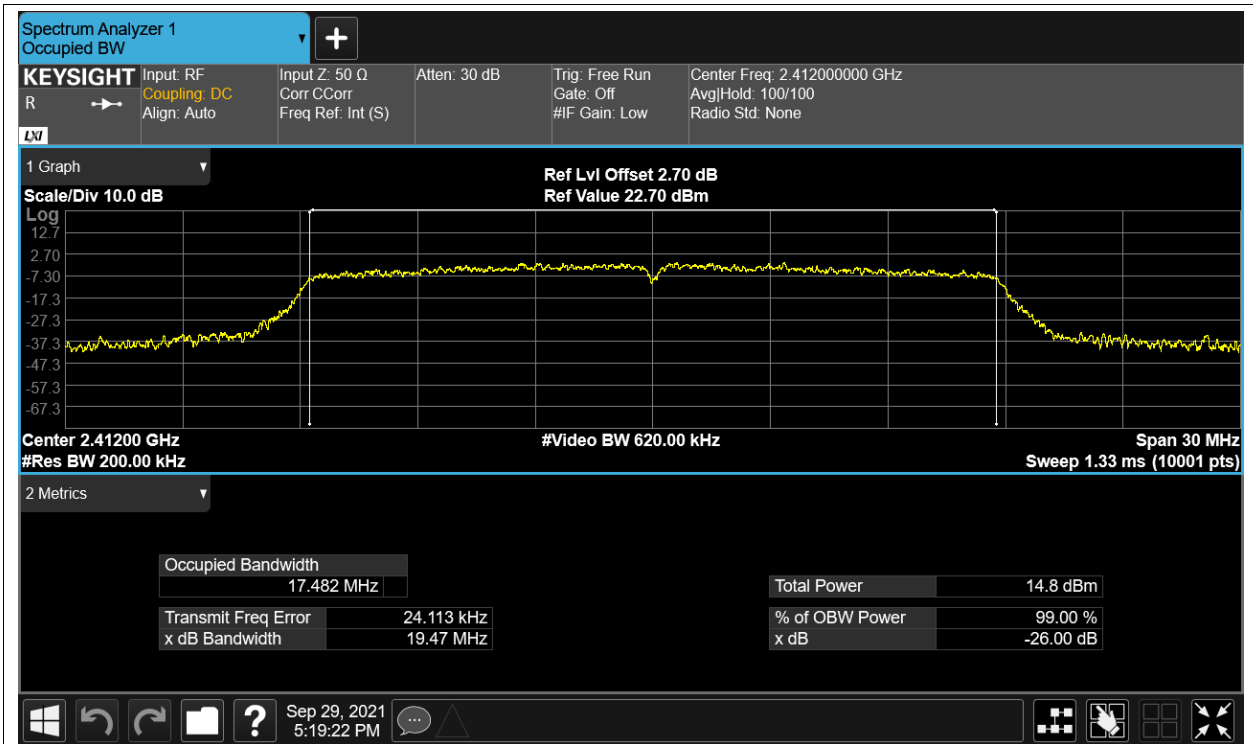 Spectrum Analyzer 1
Occupied BW
KEYSIGHT
R
LXI
Input: RF
Coupling: DC
Align: Auto
Input Z: 50 Ω
Corr CCorr
Freq Ref: Int (S)
Atten: 30 dB
Trig: Free Run
Gate: Off
#IF Gain: Low
Center Freq: 2.412000000 GHz
Avg|Hold: 100/100
Radio Std: None
1 Graph
Scale/Div 10.0 dB
Ref Lvl Offset 2.70 dB
Ref Value 22.70 dBm
Log
12.7
2.70
-7.30
-17.3
-27.3
-37.3
-47.3
-57.3
-67.3
Center 2.41200 GHz
#Video BW 620.00 kHz
Span 30 MHz
#Res BW 200.00 kHz
Sweep 1.33 ms (10001 pts)
2 Metrics
Occupied Bandwidth
17.482 MHz
Total Power 14.8 dBm
Transmit Freq Error 24.113 kHz
% of OBW Power 99.00 %
x dB Bandwidth 19.47 MHz
x dB -26.00 dB
?
Sep 29, 2021
5:19:22 PM